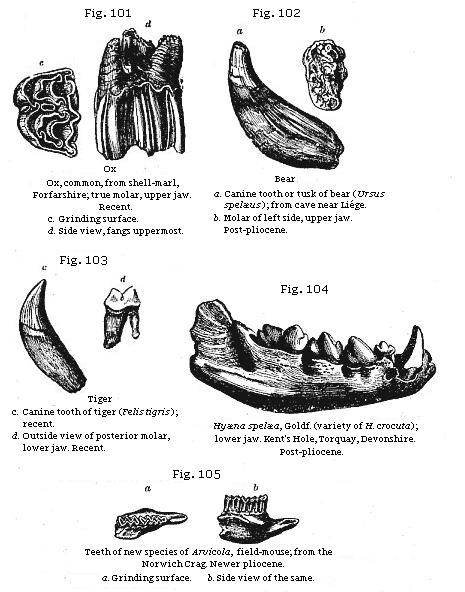 Fig. 101
c
d
Ox
Ox, common, from shell-marl,
Forfarshire; true molar, upper jaw.
Recent.
c. Grinding surface.
d. Side view, fangs uppermost.
Fig. 102
a
b
Bear
a. Canine tooth or tusk of bear (Ursus
spelæus); from cave near Liége.
b. Molar of left side, upper jaw.
Post-pliocene.
Fig. 103
c
d
Tiger
c. Canine tooth of tiger (Felis tigris);
recent.
d. Outside view of posterior molar,
lower jaw. Recent.
Fig. 104
Hyæna spelæa, Goldf. (variety of H. crocuta);
lower jaw. Kent's Hole, Torquay, Devonshire.
Post-pliocene.
Fig. 105
a
b
Teeth of new species of Arvicola, field-mouse; from the
Norwich Crag. Newer pliocene.
a. Grinding surface. b. Side view of the same.